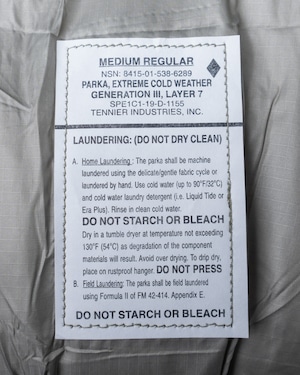 MEDIUM REGULAR
NSN: 8415-01-538-6289
PARKA, EXTREME COLD WEATHER
GENERATION III, LAYER 7
SPE1C1-19-D-1155
TENNIER INDUSTRIES, INC.
LAUNDERING: (DO NOT DRY CLEAN)
A. Home Laundering: The parka shall be machine
laundered using the delicate/gentle fabric cycle or
laundered by hand. Use cold water (up to 90°F/32°C)
and cold water laundry detergent (i.e. Liquid Tide or
Era Plus). Rinse in clean cold water.
DO NOT STARCH OR BLEACH
Dry in a tumble dryer at temperature not exceeding
130°F (54°C) as degradation of the component
materials will result. Avoid over drying. To drip dry,
place on rustproof hanger. DO NOT PRESS
B. Field Laundering: The parka shall be field laundered
using Formula II of FM 42-414. Appendix E.
DO NOT STARCH OR BLEACH